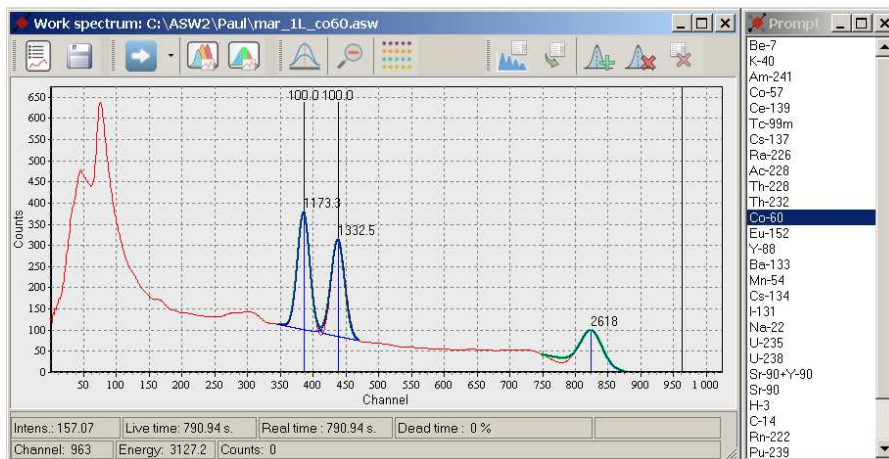 Work spectrum: C:\ASW2\Paul\mar_1L_co60.asw
650
600
550
500
450
400
350
300
250
200
150
100
50
0
Counts
100.0 100.0
1173.3
1332.5
2618
50 100 150 200 250 300 350 400 450 500 550 600 650 700 750 800 850 900 950 1 000
Channel
Intens.: 157.07 Live time: 790.94 s. Real time : 790.94 s. Dead time : 0 %
Channel: 963 Energy: 3127.2 Counts: 0
Prompt
Be-7
K-40
Am-241
Co-57
Ce-139
Tc-99m
Cs-137
Ra-226
Ac-228
Th-228
Th-232
Co-60
Eu-152
Y-88
Ba-133
Mn-54
Cs-134
I-131
Na-22
U-235
U-238
Sr-90+Y-90
Sr-90
H-3
C-14
Rn-222
Pu-239